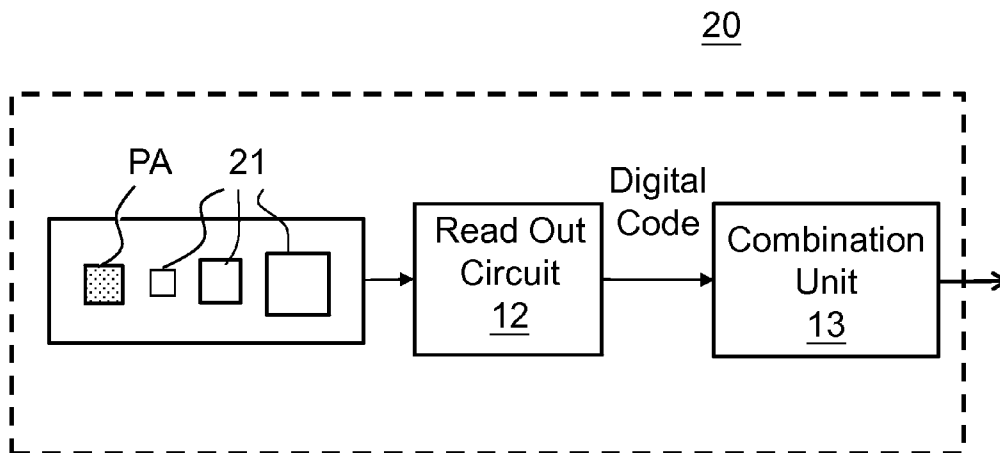 20
PA
21
Digital
Code
Read Out
Circuit
12
Combination
Unit
13